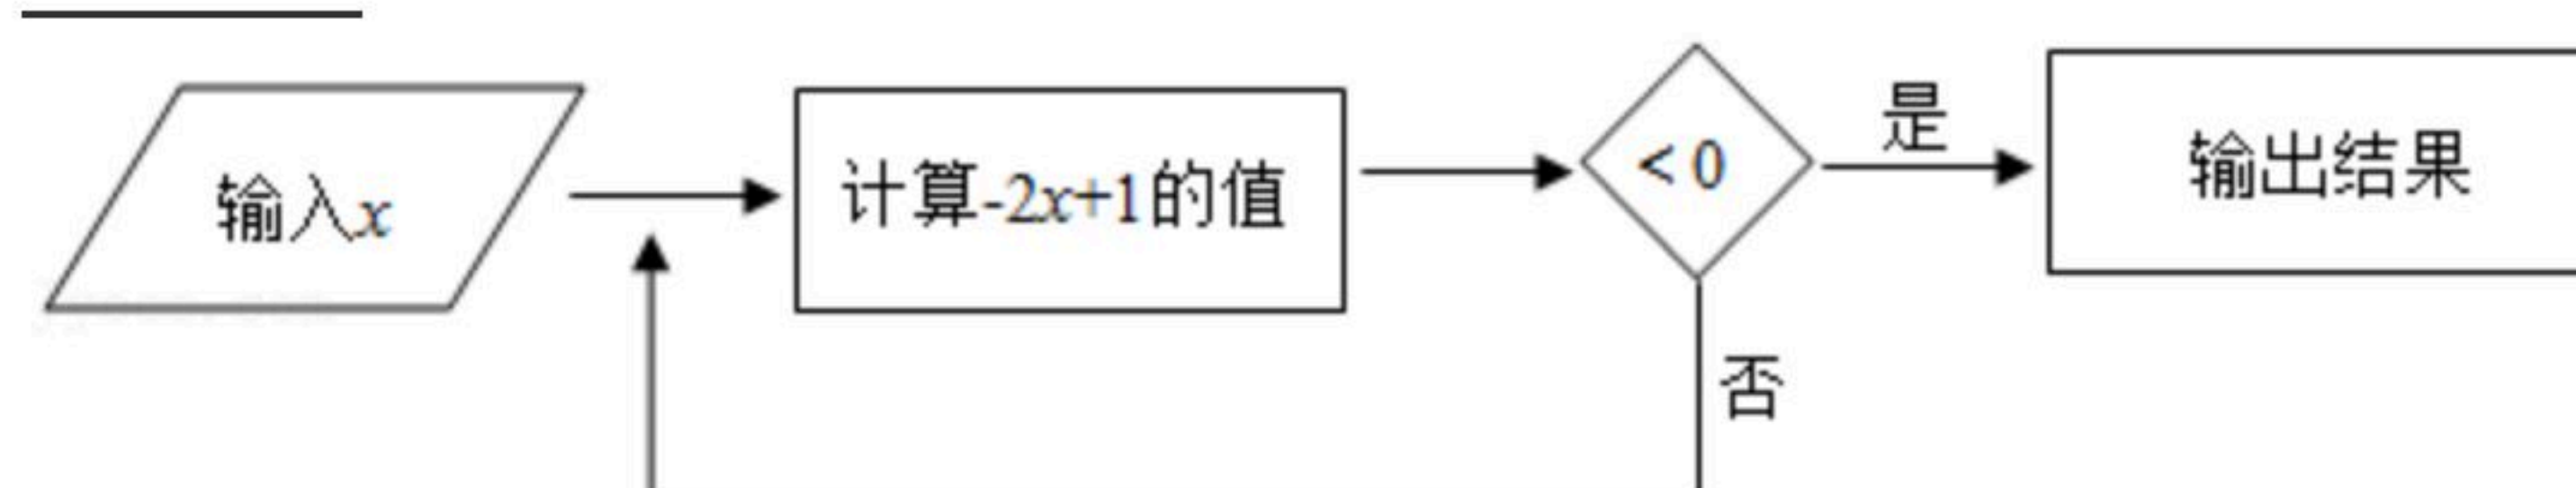 输入x
计算-2x+1的值
< 0
是
输出结果
否